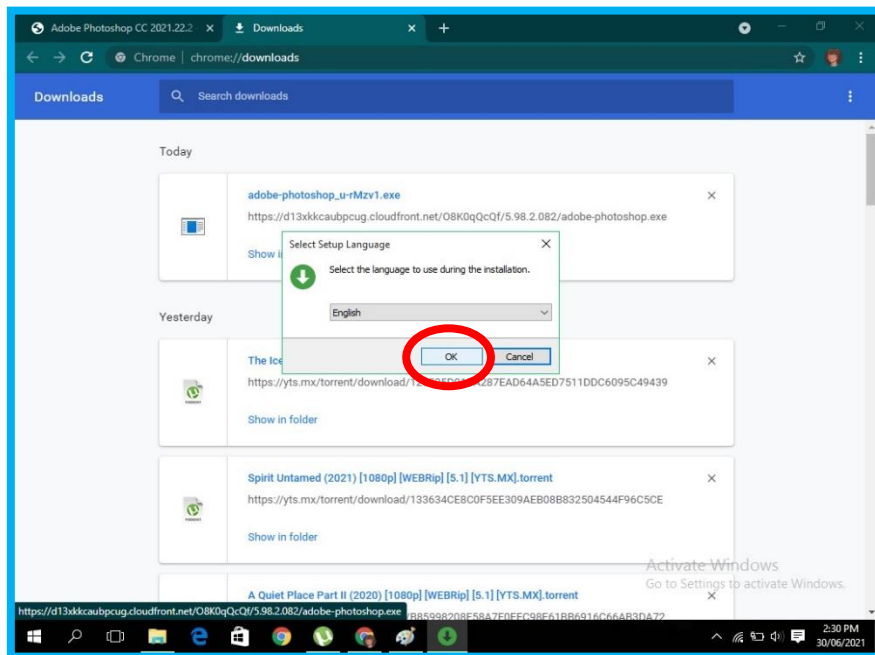 Adobe Photoshop CC 2021.22.2
Downloads
Chrome | chrome://downloads
Downloads
Search downloads
Today
adobe-photoshop_u-rMzv1.exe
https://d13xkkcaubpcug.cloudfront.net/O8K0qQcQf/5.98.2.082/adobe-photoshop.exe
Show
Select Setup Language
Select the language to use during the installation.
English
OK
Cancel
Yesterday
The Ice
https://yts.mx/torrent/download/
287EAD64A5ED7511DDC6095C49439
Show in folder
Spirit Untamed (2021) [1080p] [WEBRip] [5.1] [YTS.MX].torrent
https://yts.mx/torrent/download/133634CE8C0F5EE309AEB08B832504544F96C5CE
Show in folder
A Quiet Place Part II (2020) [1080p] [WEBRip] [5.1] [YTS.MX].torrent
Activate Windows
Go to Settings to activate Windows.
https://d13xkkcaubpcug.cloudfront.net/O8K0qQcQf/5.98.2.082/adobe-photoshop.exe
2:30 PM
30/06/2021